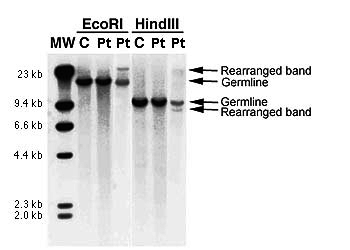 EcoRI HindIII
MW C Pt Pt C Pt Pt
23 kb
9.4 kb
6.6 kb
4.4 kb
2.3 kb
2.0 kb
Rearranged band
Germline
Germline
Rearranged band